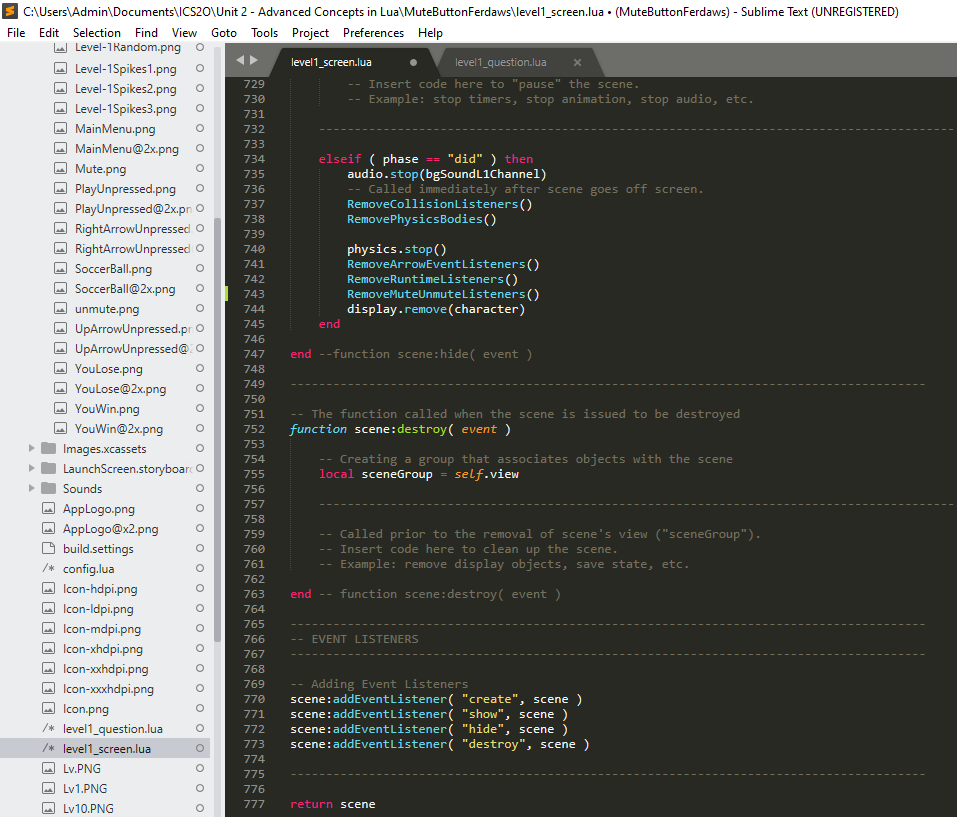 C:\Users\Admin\Documents\ICS2O\Unit 2 - Advanced Concepts in Lua\MuteButtonFerdaws\level1_screen.lua • (MuteButtonFerdaws) - Sublime Text (UNREGISTERED)
File Edit Selection Find View Goto Tools Project Preferences Help
Level-1Random.png
Level-1Spikes1.png
Level-1Spikes2.png
Level-1Spikes3.png
MainMenu.png
MainMenu@2x.png
Mute.png
PlayUnpressed.png
PlayUnpressed@2x.pn
RightArrowUnpressed
RightArrowUnpressed
SoccerBall.png
SoccerBall@2x.png
unmute.png
UpArrowUnpressed.pr
UpArrowUnpressed@
YouLose.png
YouLose@2x.png
YouWin.png
YouWin@2x.png
Images.xcassets
LaunchScreen.storyboard
Sounds
AppLogo.png
AppLogo@x2.png
build.settings
/* config.lua
Icon-hdpi.png
Icon-ldpi.png
Icon-mdpi.png
Icon-xhdpi.png
Icon-xxhdpi.png
Icon-xxxhdpi.png
Icon.png
/* level1_question.lua
/* level1_screen.lua
Lv.PNG
Lv1.PNG
Lv10.PNG
level1_screen.lua level1_question.lua
729 -- Insert code here to "pause" the scene.
730 -- Example: stop timers, stop animation, stop audio, etc.
731
732 -----------------------------------------------------------------------------------------
733
734 elseif ( phase == "did" ) then
735 audio.stop(bgSoundL1Channel)
736 -- Called immediately after scene goes off screen.
737 RemoveCollisionListeners()
738 RemovePhysicsBodies()
739
740 physics.stop()
741 RemoveArrowEventListeners()
742 RemoveRuntimeListeners()
743 RemoveMuteUnmuteListeners()
744 display.remove(character)
745 end
746
747 end --function scene:hide( event )
748
749 -----------------------------------------------------------------------------------------
750
751 -- The function called when the scene is issued to be destroyed
752 function scene:destroy( event )
753
754 -- Creating a group that associates objects with the scene
755 local sceneGroup = self.view
756
757 -----------------------------------------------------------------------------------------
758
759 -- Called prior to the removal of scene's view ("sceneGroup").
760 -- Insert code here to clean up the scene.
761 -- Example: remove display objects, save state, etc.
762
763 end -- function scene:destroy( event )
764
765 -----------------------------------------------------------------------------------------
766 -- EVENT LISTENERS
767 -----------------------------------------------------------------------------------------
768
769 -- Adding Event Listeners
770 scene:addEventListener( "create", scene )
771 scene:addEventListener( "show", scene )
772 scene:addEventListener( "hide", scene )
773 scene:addEventListener( "destroy", scene )
774
775 -----------------------------------------------------------------------------------------
776
777 return scene